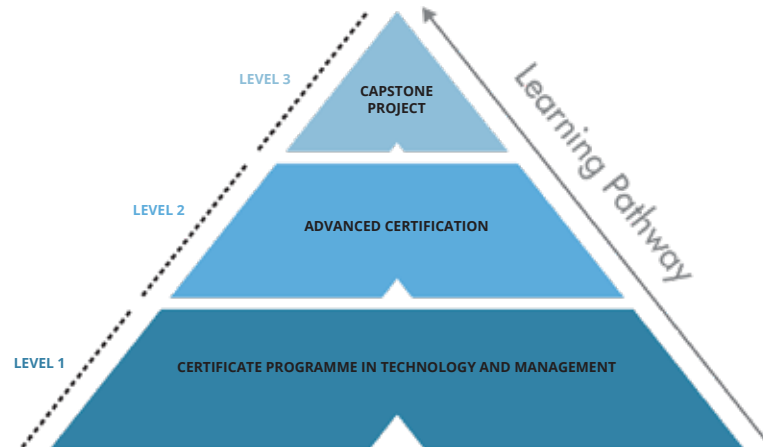 LEVEL 3
CAPSTONE
PROJECT
Learning Pathway
LEVEL 2
ADVANCED CERTIFICATION
LEVEL 1
CERTIFICATE PROGRAMME IN TECHNOLOGY AND MANAGEMENT